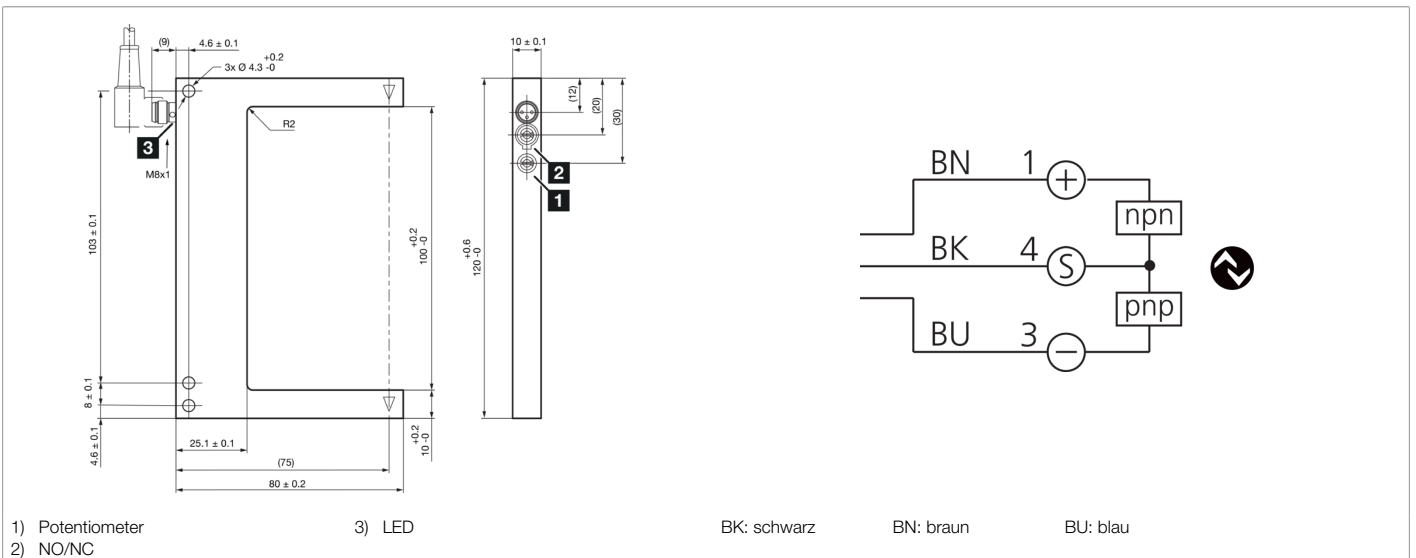 (9)
4.6 ± 0.1
3x Ø 4.3 +0.2 -0
R2
3
M8x1
103 ± 0.1
8 ± 0.1
4.6 ± 0.1
+0.2
100 -0
+0.2
10 -0
25.1 ± 0.1
(75)
80 ± 0.2
10 ± 0.1
(12)
(20)
(30)
2
1
+0.6
120 -0
BN 1 +
npn
BK 4 S
pnp
BU 3 −
1) Potentiometer 3) LED BK: schwarz BN: braun BU: blau
2) NO/NC